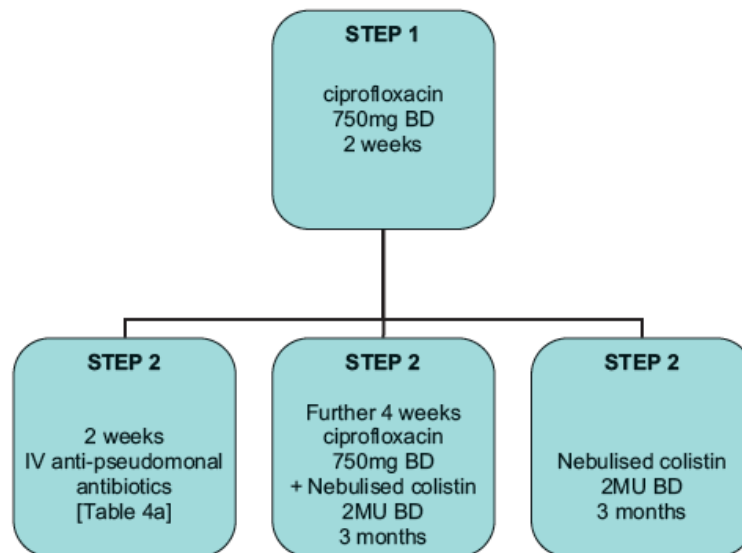 STEP 1
ciprofloxacin
750mg BD
2 weeks
STEP 2
2 weeks
IV anti-pseudomonal
antibiotics
[Table 4a]
STEP 2
Further 4 weeks
ciprofloxacin
750mg BD
+ Nebulised colistin
2MU BD
3 months
STEP 2
Nebulised colistin
2MU BD
3 months